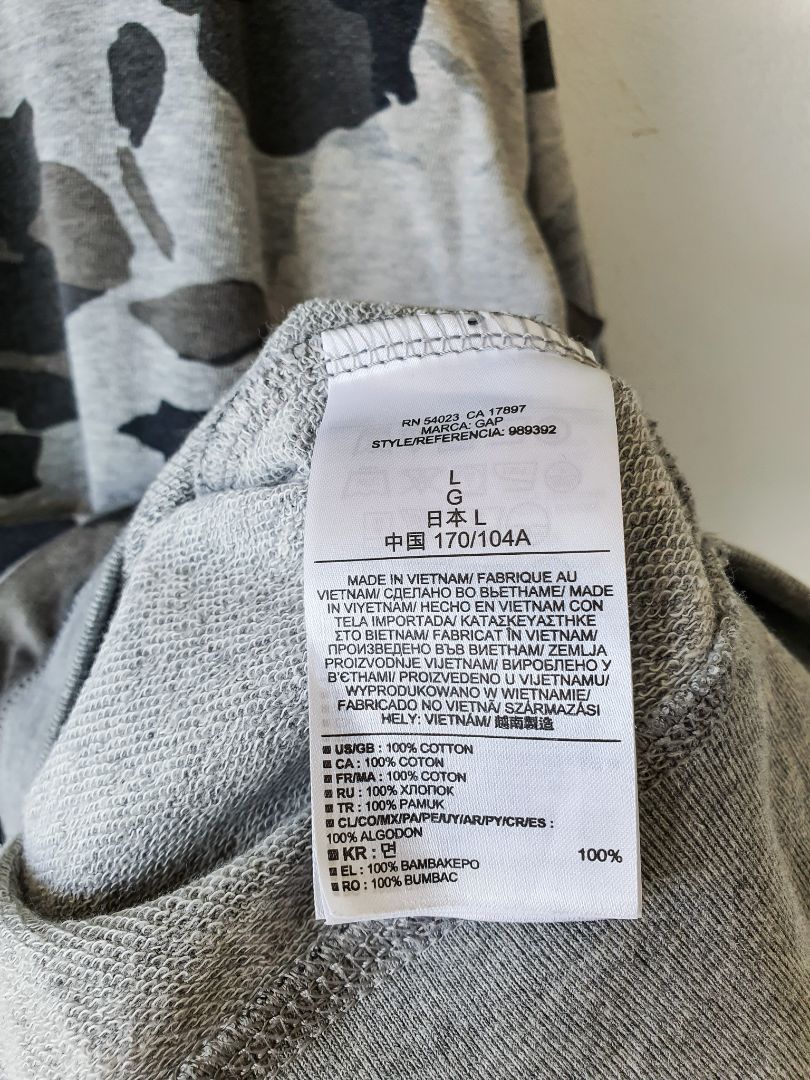 RN 54023 CA 17897
MARCA: GAP
STYLE/REFERENCIA: 989392
L
G
日本 L
中国 170/104A
MADE IN VIETNAM/ FABRIQUE AU
VIETNAM/ СДЕЛАНО ВО ВЬЕТНАМЕ/ MADE
IN VIYETNAM/ HECHO EN VIETNAM CON
TELA IMPORTADA/ ΚΑΤΑΣΚΕΥΑΣΤΗΚΕ
ΣΤΟ ΒΙΕΤΝΑΜ/ FABRICAT ÎN VIETNAM/
ПРОИЗВЕДЕНО ВЪВ ВИЕТНАМ/ ZEMLJA
PROIZVODNJE VIJETNAM/ ВИРОБЛЕНО У
В'ЄТНАМІ/ PROIZVEDENO U VIJETNAMU/
WYPRODUKOWANO W WIETNAMIE/
FABRICADO NO VIETNÃ/ SZÁRMAZÁSI
HELY: VIETNÁM/ 越南製造
US/GB : 100% COTTON
CA : 100% COTON
FR/MA : 100% COTON
RU : 100% ХЛОПОК
TR : 100% PAMUK
CL/CO/MX/PA/PE/UY/AR/PY/CR/ES :
100% ALGODON
KR : 면 100%
EL : 100% ΒΑΜΒΑΚΕΡΟ
RO : 100% BUMBAC